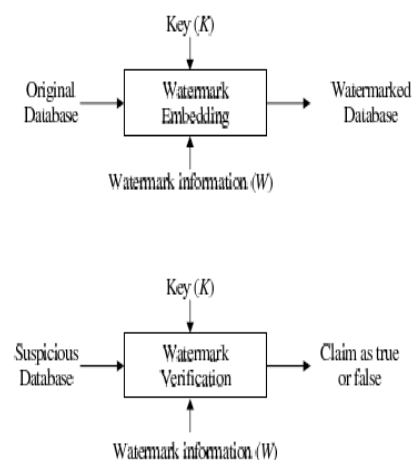 Key (K)
Original
Database
Watermark
Embedding
Watermarked
Database
Watermark information (W)
Key (K)
Suspicious
Database
Watermark
Verification
Claim as true
or false
Watermark information (W)